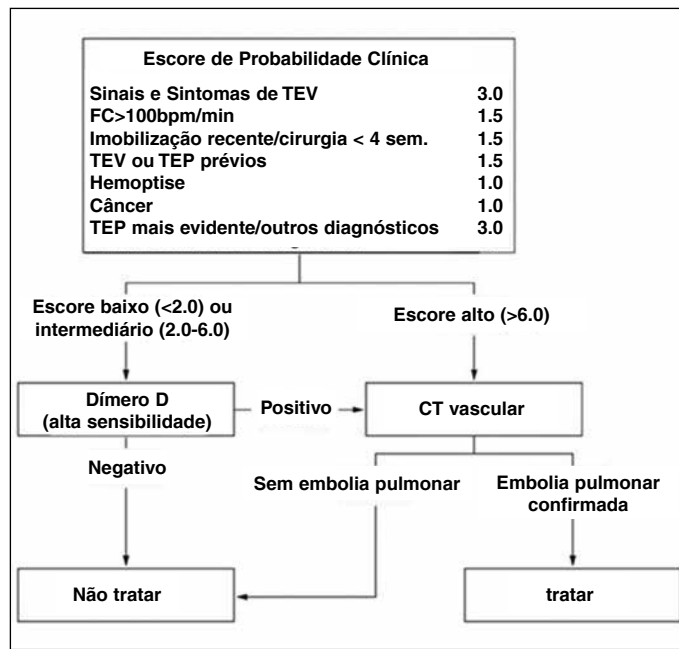 Escore de Probabilidade Clínica
Sinais e Sintomas de TEV 3.0
FC>100bpm/min 1.5
Imobilização recente/cirurgia < 4 sem. 1.5
TEV ou TEP prévios 1.5
Hemoptise 1.0
Câncer 1.0
TEP mais evidente/outros diagnósticos 3.0
Escore baixo (<2.0) ou
intermediário (2.0-6.0)
Escore alto (>6.0)
Dímero D
(alta sensibilidade)
Positivo
CT vascular
Negativo
Sem embolia pulmonar
Embolia pulmonar
confirmada
Não tratar
tratar